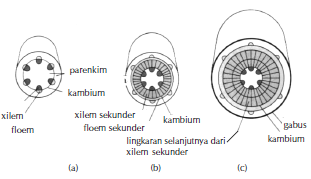 parenkim
kambium
xilem
floem
xilem sekunder
floem sekunder
kambium
lingkaran selanjutnya dari
xilem sekunder
gabus
kambium
(a)
(b)
(c)